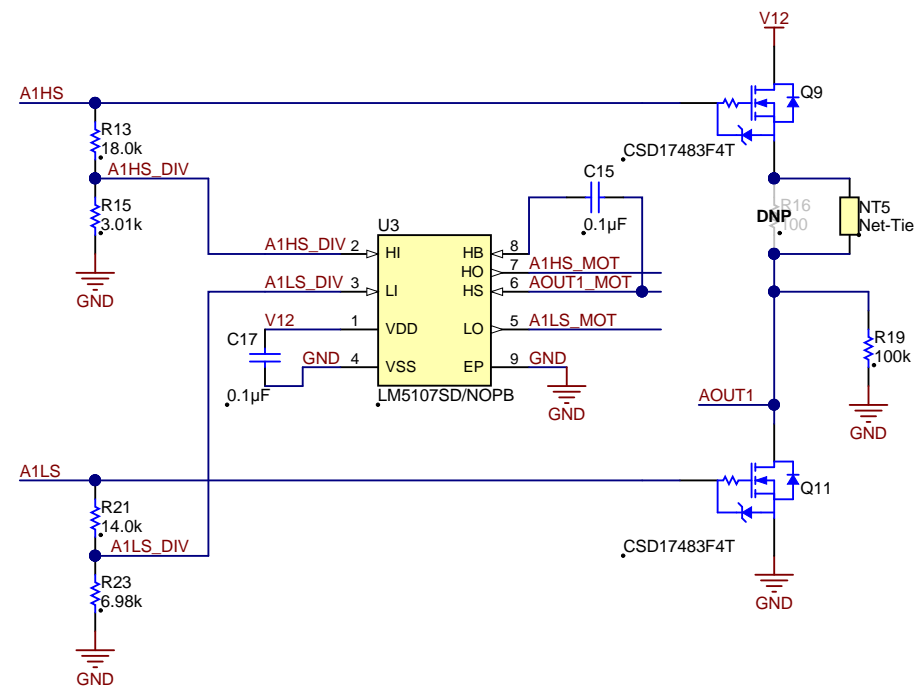 V12
A1HS
Q9
R13
18.0k
CSD17483F4T
A1HS_DIV
C15
R16
DNP
100
NT5
Net-Tie
R15
3.01k
0.1µF
U3
A1HS_DIV 2 HI
HB 8
HO 7 A1HS_MOT
GND
A1LS_DIV 3 LI
HS 6 AOUT1_MOT
V12 1 VDD
LO 5 A1LS_MOT
C17
R19
100k
GND 4 VSS
EP 9 GND
0.1µF
LM5107SD/NOPB
GND
AOUT1
GND
A1LS
Q11
R21
14.0k
CSD17483F4T
A1LS_DIV
R23
6.98k
GND
GND